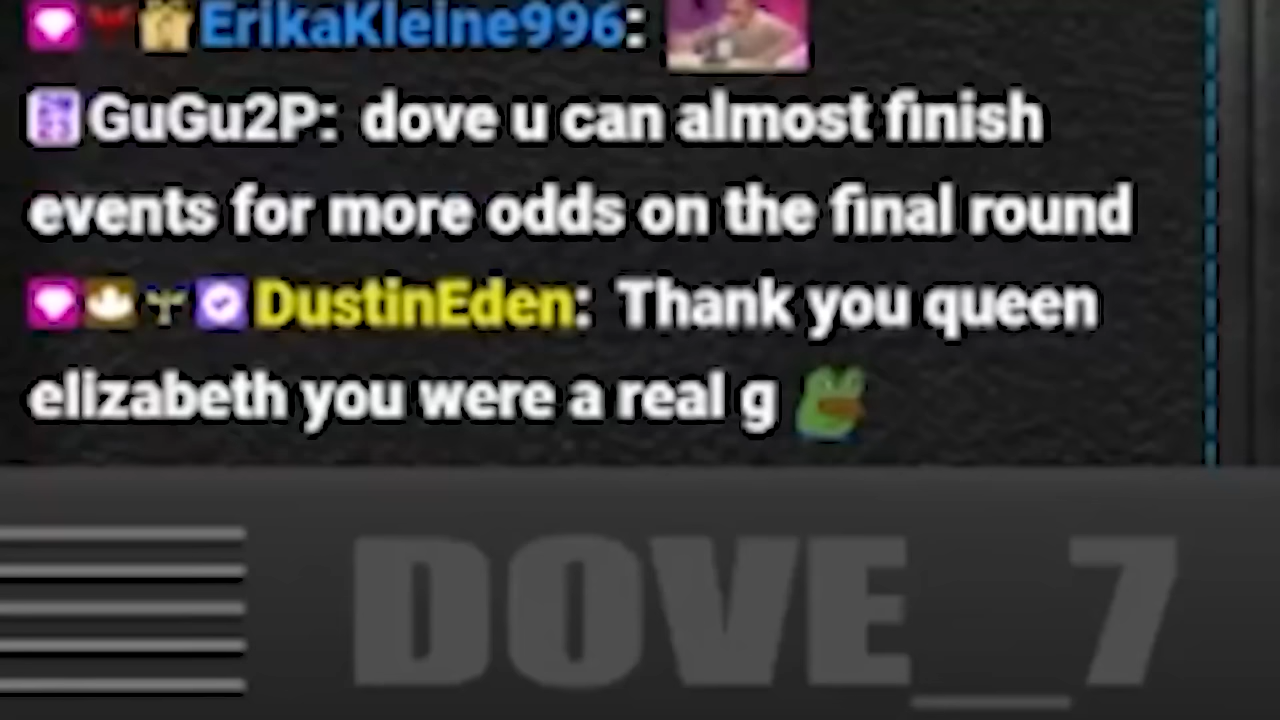 ErikaKleine996:
GuGu2P: dove u can almost finish
events for more odds on the final round
DustinEden: Thank you queen
elizabeth you were a real g
DOVE_7